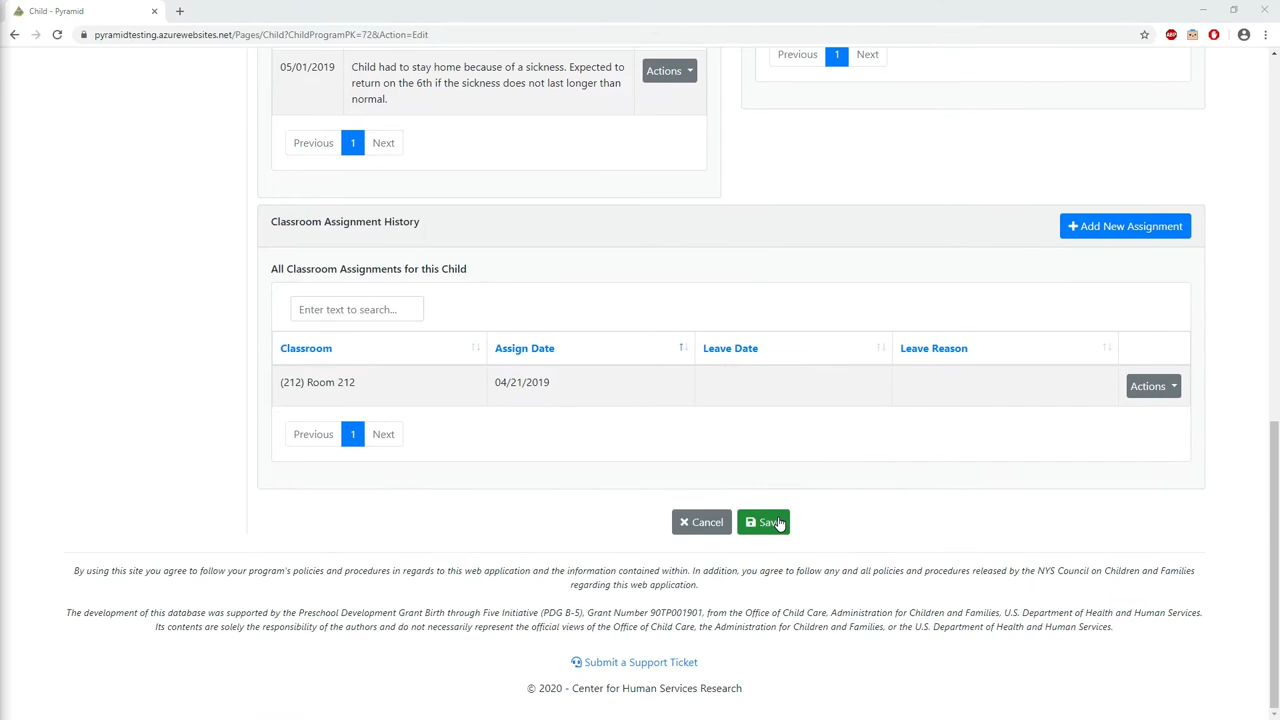 Child - Pyramid
pyramidtesting.azurewebsites.net/Pages/Child?ChildProgramPK=72&Action=Edit
ABP
05/01/2019
Child had to stay home because of a sickness. Expected to
return on the 6th if the sickness does not last longer than
normal.
Actions
Previous 1 Next
Previous 1 Next
Classroom Assignment History
Add New Assignment
All Classroom Assignments for this Child
Enter text to search...
Classroom Assign Date Leave Date Leave Reason
(212) Room 212 04/21/2019 Actions
Previous 1 Next
Cancel Save
By using this site you agree to follow your program's policies and procedures in regards to this web application and the information contained within. In addition, you agree to follow any and all policies and procedures released by the NYS Council on Children and Families
regarding this web application.
The development of this database was supported by the Preschool Development Grant Birth through Five Initiative (PDG B-5), Grant Number 90TP001901, from the Office of Child Care, Administration for Children and Families, U.S. Department of Health and Human Services.
Its contents are solely the responsibility of the authors and do not necessarily represent the official views of the Office of Child Care, the Administration for Children and Families, or the U.S. Department of Health and Human Services.
Submit a Support Ticket
© 2020 - Center for Human Services Research